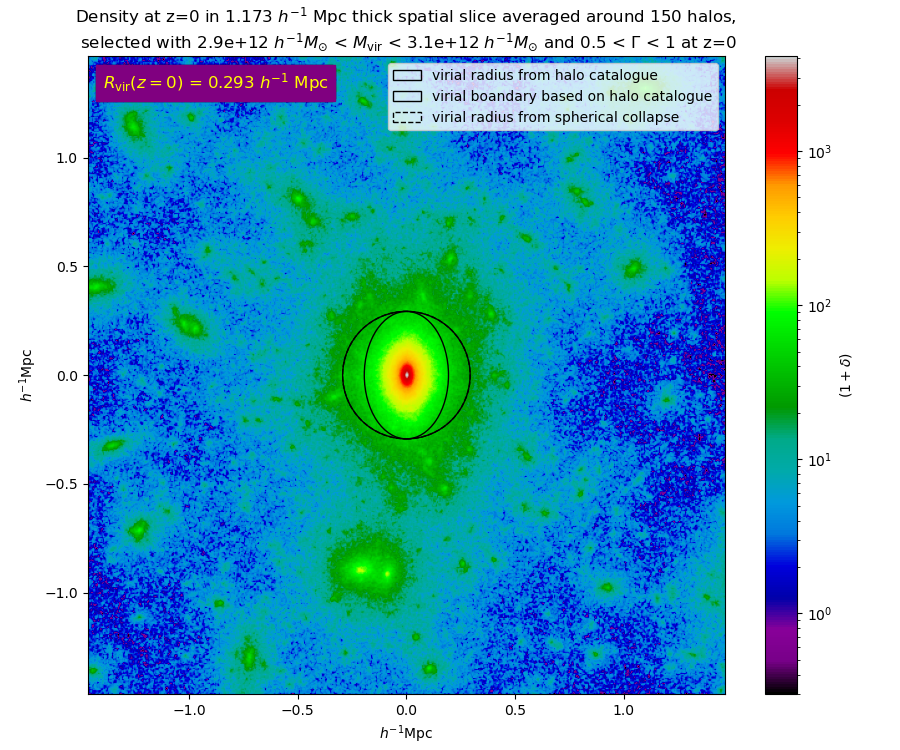 Density at z=0 in 1.173 h⁻¹ Mpc thick spatial slice averaged around 150 halos,
selected with 2.9e+12 h⁻¹M⊙ < Mvir < 3.1e+12 h⁻¹M⊙ and 0.5 < Γ < 1 at z=0
Rvir(z = 0) = 0.293 h⁻¹ Mpc
virial radius from halo catalogue
virial boundary based on halo catalogue
virial radius from spherical collapse
1.0
0.5
0.0
−0.5
−1.0
h⁻¹Mpc
−1.0 −0.5 0.0 0.5 1.0
h⁻¹Mpc
10³
10²
10¹
10⁰
(1 + δ)